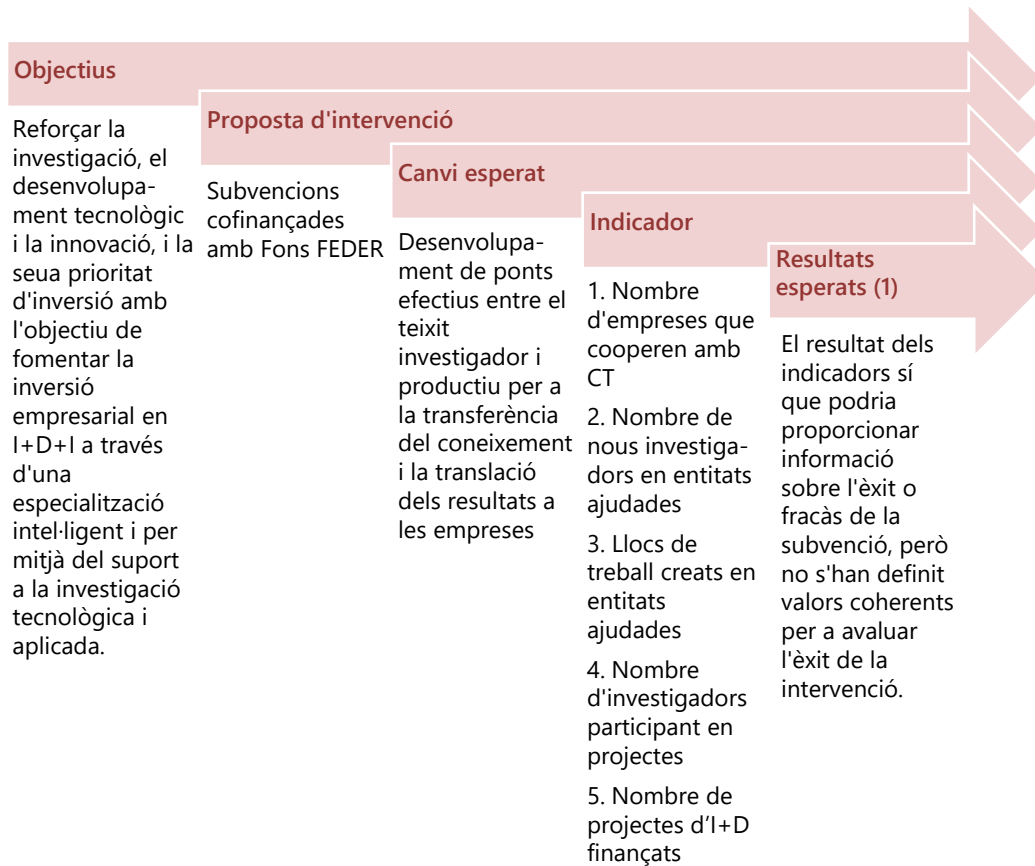 Objectius
Reforçar la
investigació, el
desenvolupa-
ment tecnològic
i la innovació, i la
seua prioritat
d'inversió amb
l'objectiu de
fomentar la
inversió
empresarial en
I+D+I a través
d'una
especialització
intel·ligent i per
mitjà del suport
a la investigació
tecnològica i
aplicada.
Proposta d'intervenció
Subvencions
cofinançades
amb Fons FEDER
Canvi esperat
Desenvolupa-
ment de ponts
efectius entre el
teixit
investigador i
productiu per a
la transferència
del coneixement
i la translació
dels resultats a
les empreses
Indicador
1. Nombre
d'empreses que
cooperen amb
CT
2. Nombre de
nous investiga-
dors en entitats
ajudades
3. Llocs de
treball creats en
entitats
ajudades
4. Nombre
d'investigadors
participant en
projectes
5. Nombre de
projectes d’I+D
finançats
Resultats
esperats (1)
El resultat dels
indicadors sí
que podria
proporcionar
informació
sobre l'èxit o
fracàs de la
subvenció, però
no s'han definit
valors coherents
per a avaluar
l'èxit de la
intervenció.